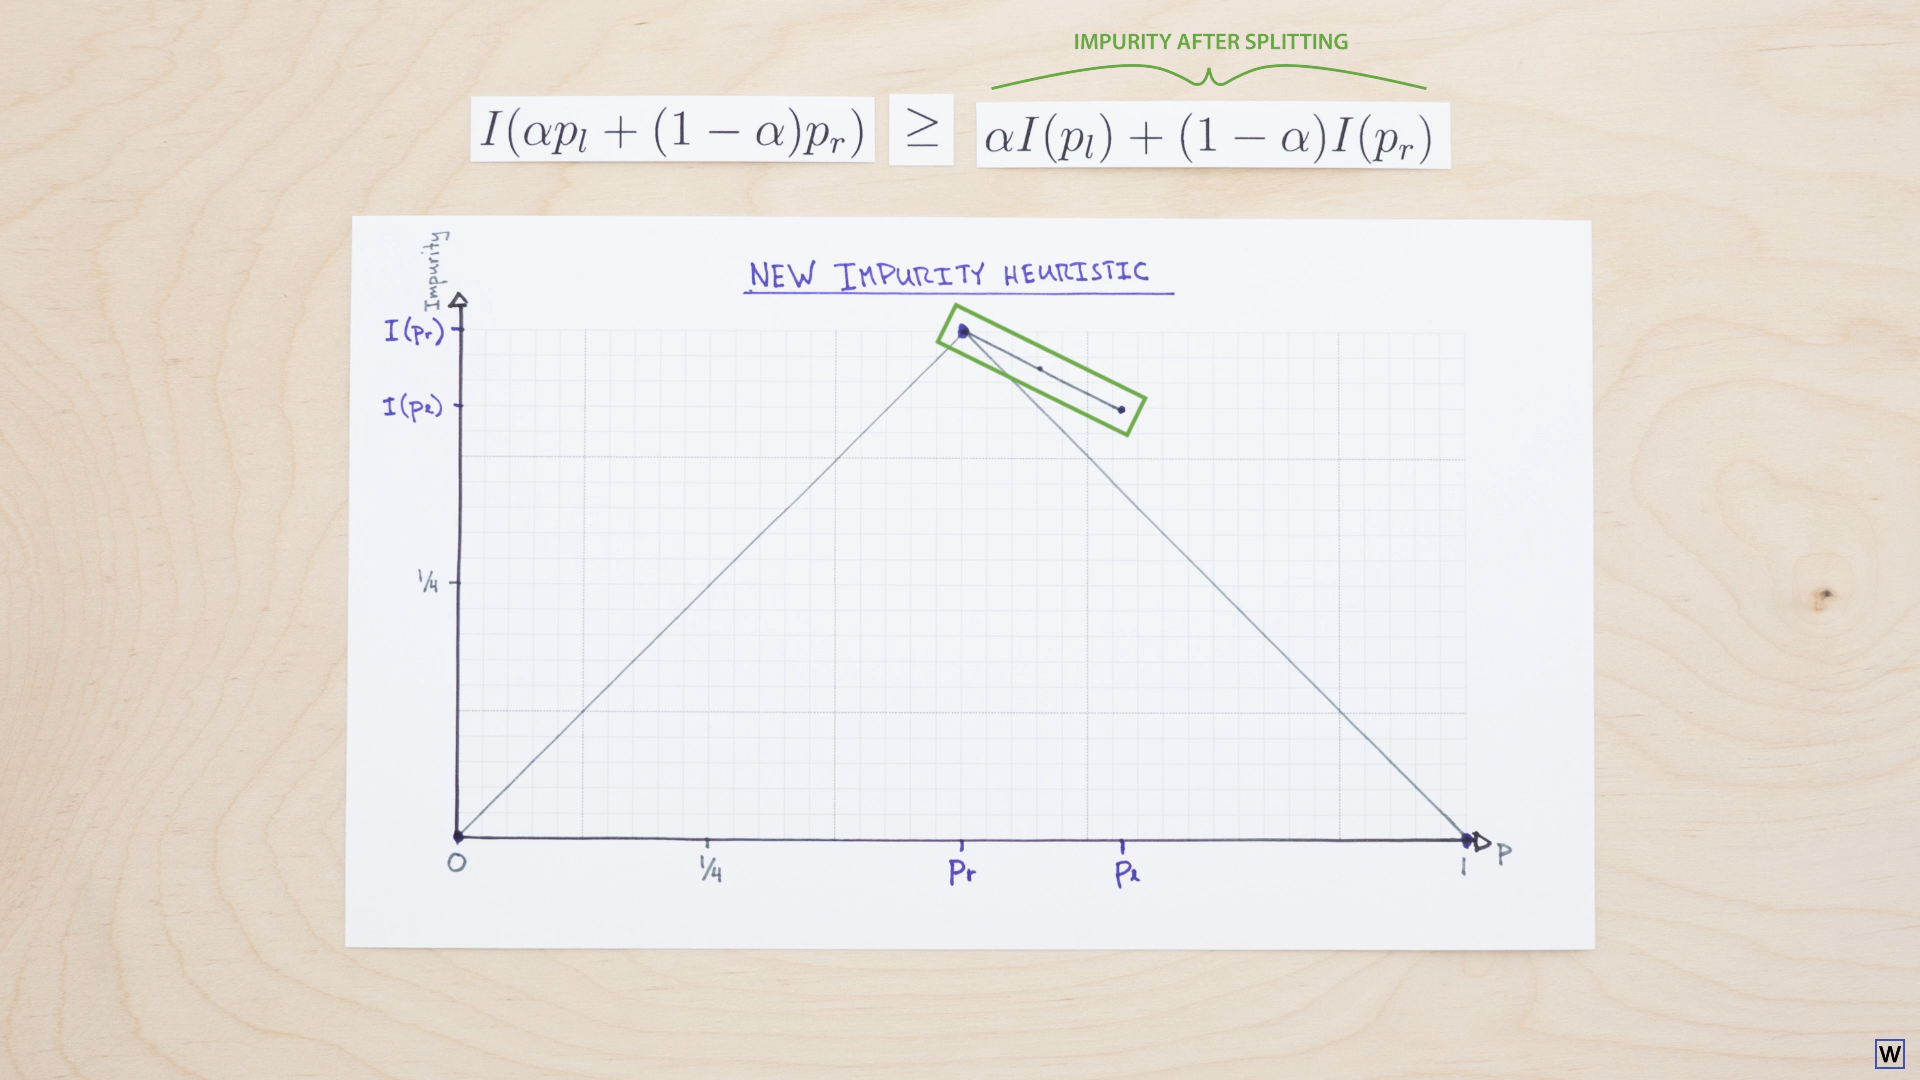 IMPURITY AFTER SPLITTING
I(αp_l + (1 − α)p_r) ≥ αI(p_l) + (1 − α)I(p_r)
NEW IMPURITY HEURISTIC
Impurity
I(pr)
I(pℓ)
1/4
0
1/4
Pr
Pℓ
1
P
W